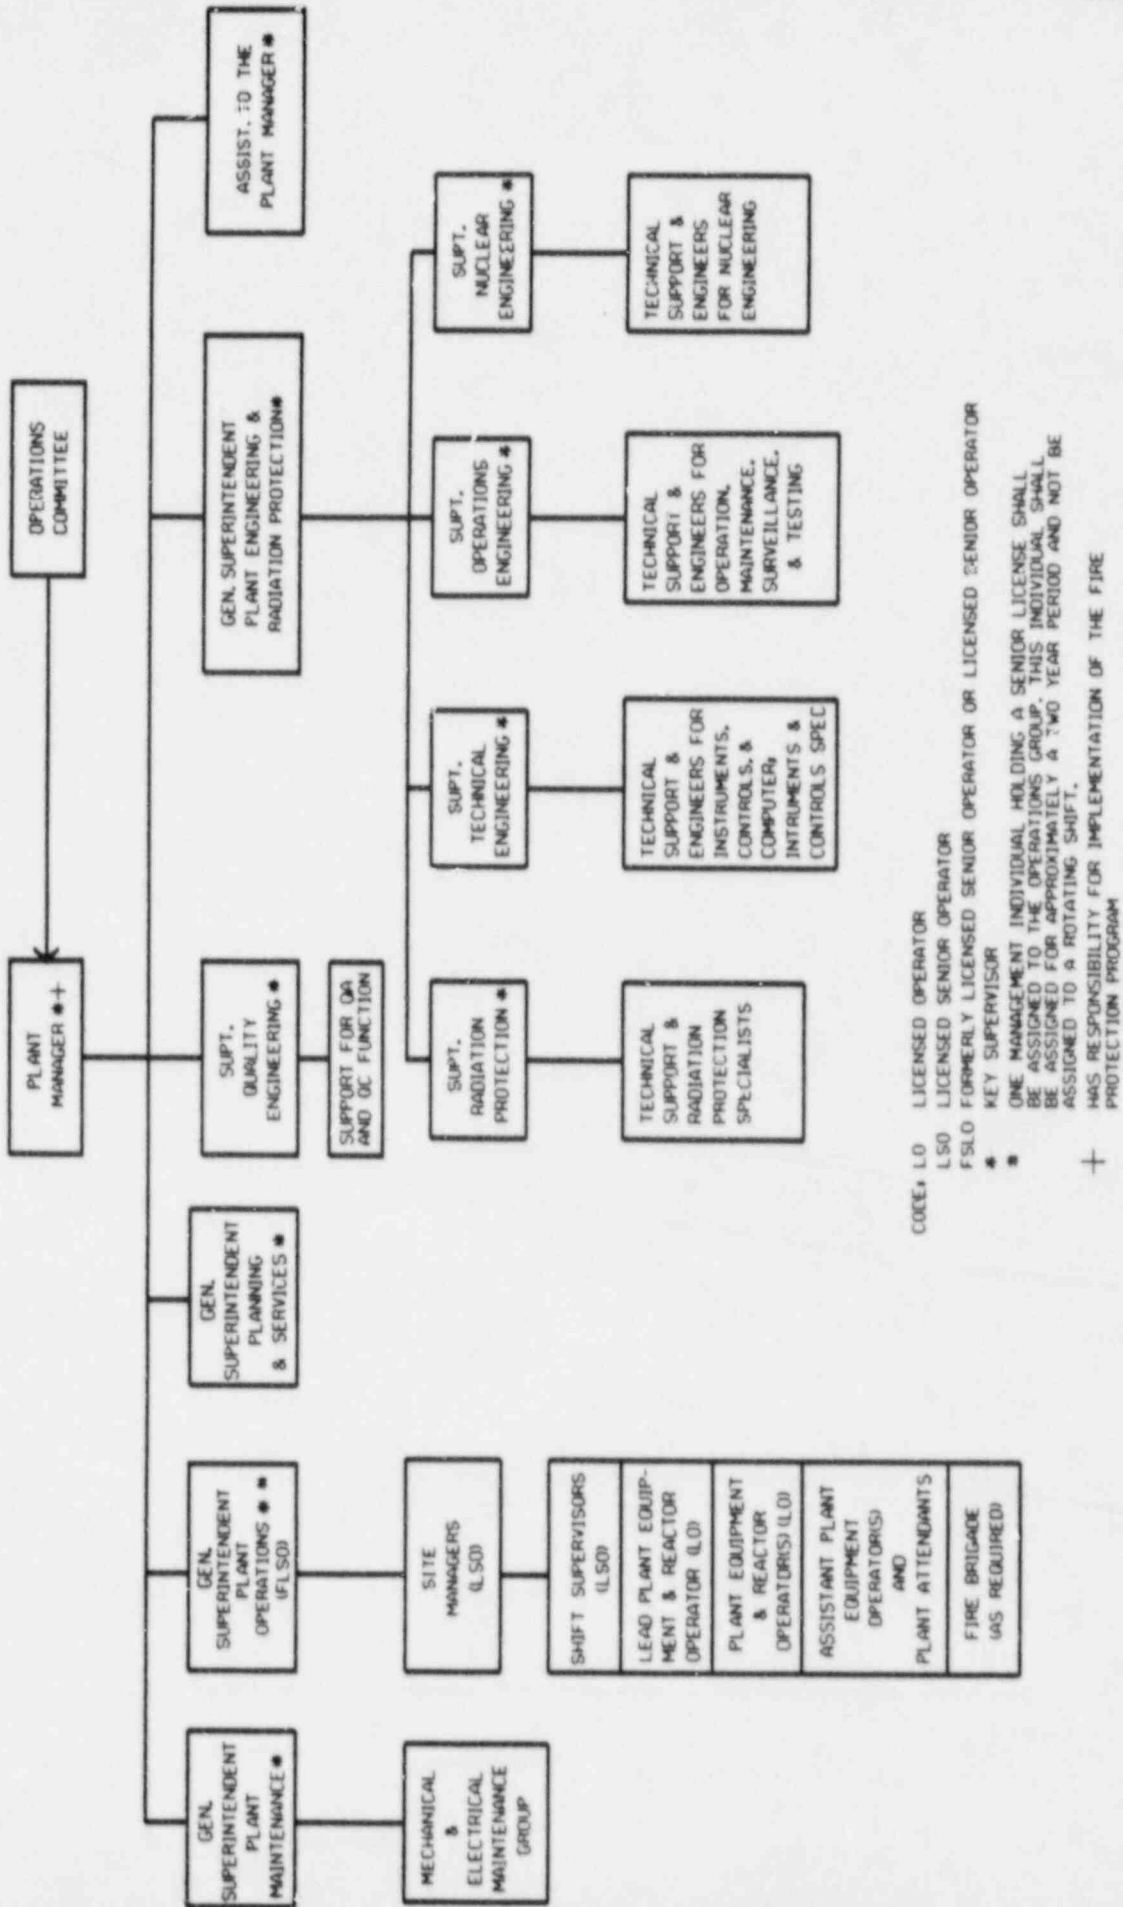 OPERATIONS
COMMITTEE
PLANT
MANAGER *+
GEN.
SUPERINTENDENT
PLANT
MAINTENANCE*
GEN.
SUPERINTENDENT
PLANT
OPERATIONS * *
(FLSO)
GEN.
SUPERINTENDENT
PLANNING
& SERVICES *
SUPT.
QUALITY
ENGINEERING *
GEN. SUPERINTENDENT
PLANT ENGINEERING &
RADIATION PROTECTION*
ASSIST. TO THE
PLANT MANAGER *
SUPPORT FOR QA
AND QC FUNCTION
MECHANICAL
&
ELECTRICAL
MAINTENANCE
GROUP
SITE
MANAGERS
(LSO)
SUPT.
RADIATION
PROTECTION *
SUPT.
TECHNICAL
ENGINEERING *
SUPT.
OPERATIONS
ENGINEERING *
SUPT.
NUCLEAR
ENGINEERING *
SHIFT SUPERVISORS
(LSO)
LEAD PLANT EQUIP-
MENT & REACTOR
OPERATOR (LO)
PLANT EQUIPMENT
& REACTOR
OPERATOR(S) (LO)
ASSISTANT PLANT
EQUIPMENT
OPERATOR(S)
AND
PLANT ATTENDANTS
FIRE BRIGADE
(AS REQUIRED)
TECHNICAL
SUPPORT &
RADIATION
PROTECTION
SPECIALISTS
TECHNICAL
SUPPORT &
ENGINEERS FOR
INSTRUMENTS,
CONTROLS, &
COMPUTER;
INTRUMENTS &
CONTROLS SPEC
TECHNICAL
SUPPORT &
ENGINEERS FOR
OPERATION,
MAINTENANCE,
SURVEILLANCE,
& TESTING
TECHNICAL
SUPPORT &
ENGINEERS
FOR NUCLEAR
ENGINEERING
CODE: LO LICENSED OPERATOR
LSO LICENSED SENIOR OPERATOR
FSLO FORMERLY LICENSED SENIOR OPERATOR OR LICENSED SENIOR OPERATOR
* KEY SUPERVISOR
* ONE MANAGEMENT INDIVIDUAL HOLDING A SENIOR LICENSE SHALL
BE ASSIGNED TO THE OPERATIONS GROUP. THIS INDIVIDUAL SHALL
BE ASSIGNED FOR APPROXIMATELY A TWO YEAR PERIOD AND NOT BE
ASSIGNED TO A ROTATING SHIFT.
+ HAS RESPONSIBILITY FOR IMPLEMENTATION OF THE FIRE
PROTECTION PROGRAM